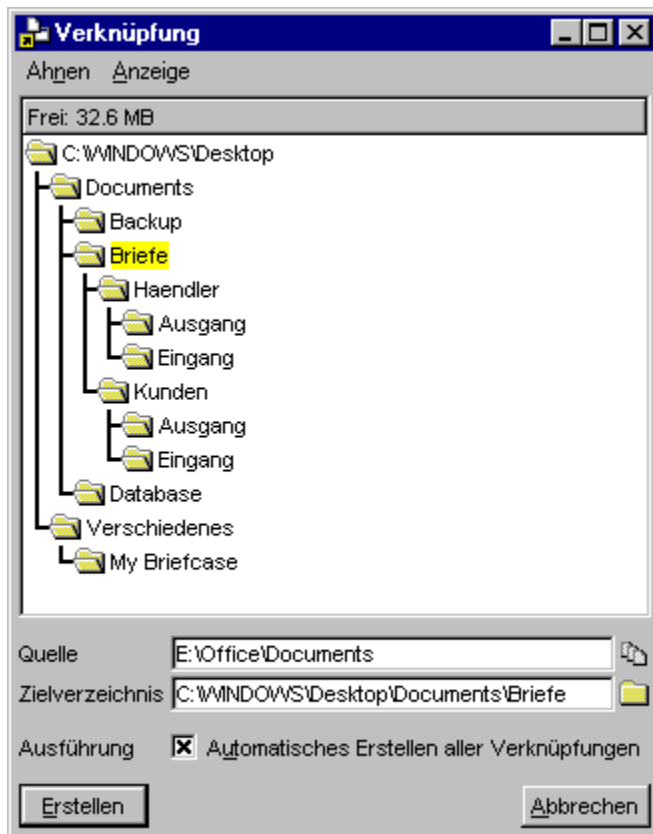 Verknüpfung
Ahnen Anzeige
Frei: 32.6 MB
C:\WINDOWS\Desktop
Documents
Backup
Briefe
Haendler
Ausgang
Eingang
Kunden
Ausgang
Eingang
Database
Verschiedenes
My Briefcase
Quelle E:\Office\Documents
Zielverzeichnis C:\WINDOWS\Desktop\Documents\Briefe
Ausführung Automatisches Erstellen aller Verknüpfungen
Erstellen Abbrechen